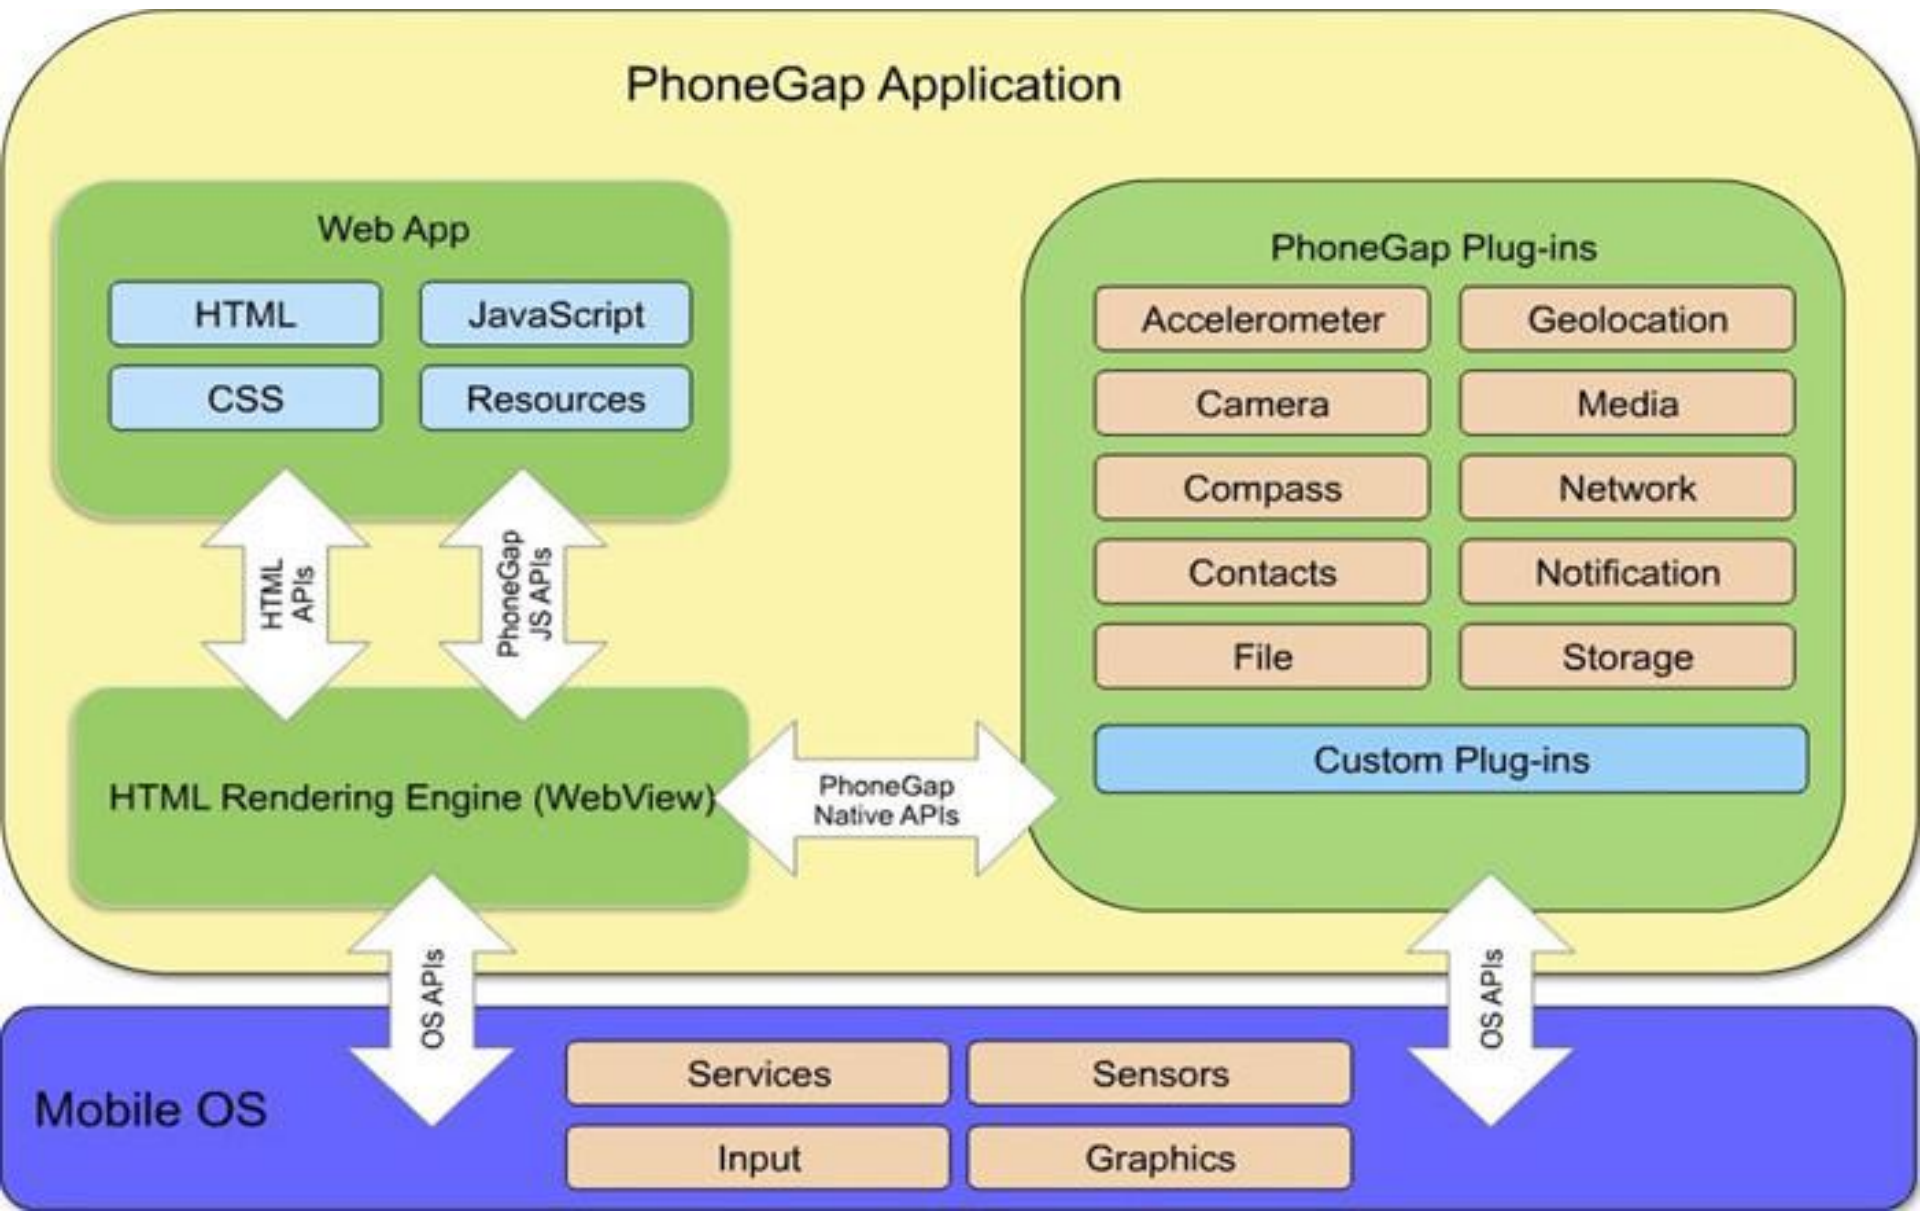 PhoneGap Application
Web App
HTML
JavaScript
CSS
Resources
HTML
APIs
PhoneGap
JS APIs
HTML Rendering Engine (WebView)
PhoneGap
Native APIs
PhoneGap Plug-ins
Accelerometer
Geolocation
Camera
Media
Compass
Network
Contacts
Notification
File
Storage
Custom Plug-ins
OS APIs
OS APIs
Mobile OS
Services
Sensors
Input
Graphics